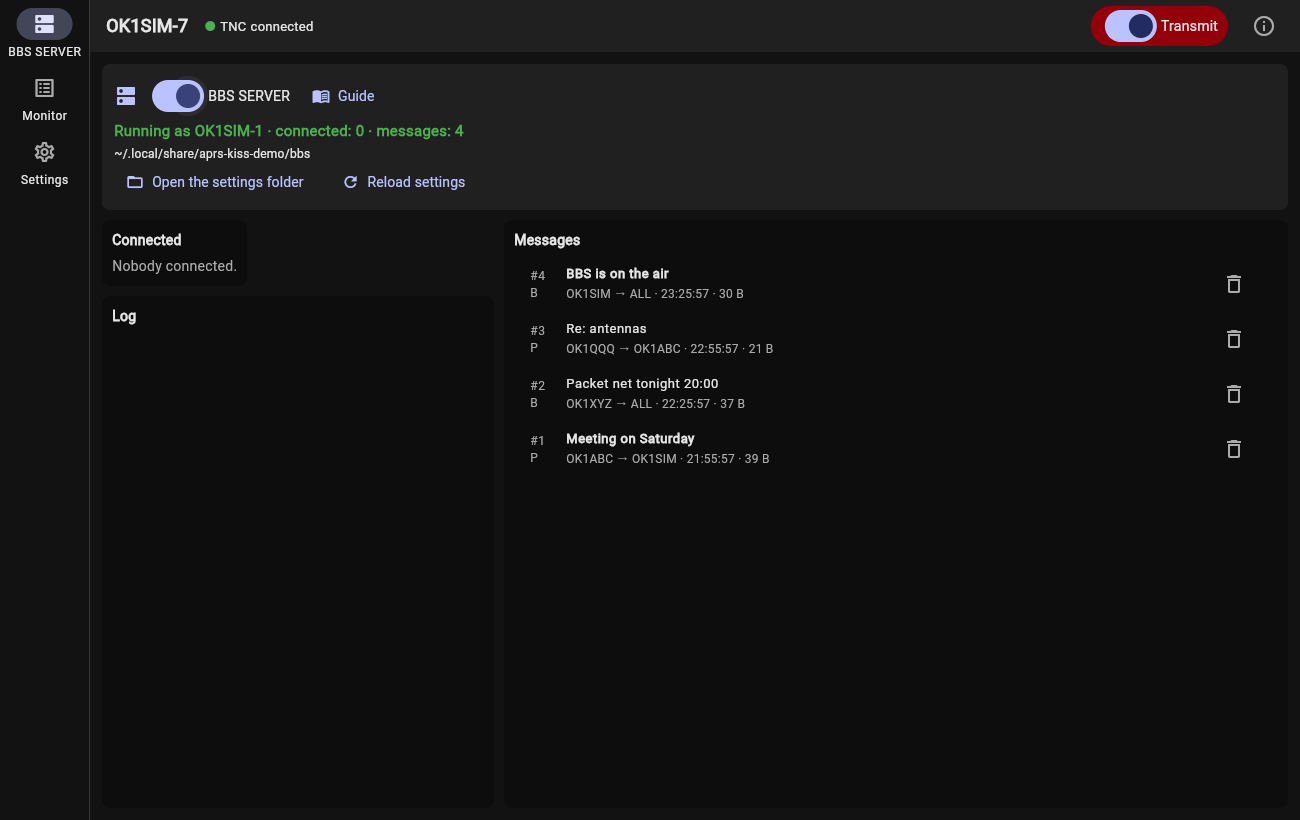 BBS SERVER
Monitor
Settings
OK1SIM-7
TNC connected
Transmit
BBS SERVER
Guide
Running as OK1SIM-1 · connected: 0 · messages: 4
~/.local/share/aprs-kiss-demo/bbs
Open the settings folder
Reload settings
Connected
Nobody connected.
Log
Messages
#4 BBS is on the air
B OK1SIM → ALL · 23:25:57 · 30 B
#3 Re: antennas
P OK1QQQ → OK1ABC · 22:55:57 · 21 B
#2 Packet net tonight 20:00
B OK1XYZ → ALL · 22:25:57 · 37 B
#1 Meeting on Saturday
P OK1ABC → OK1SIM · 21:55:57 · 39 B